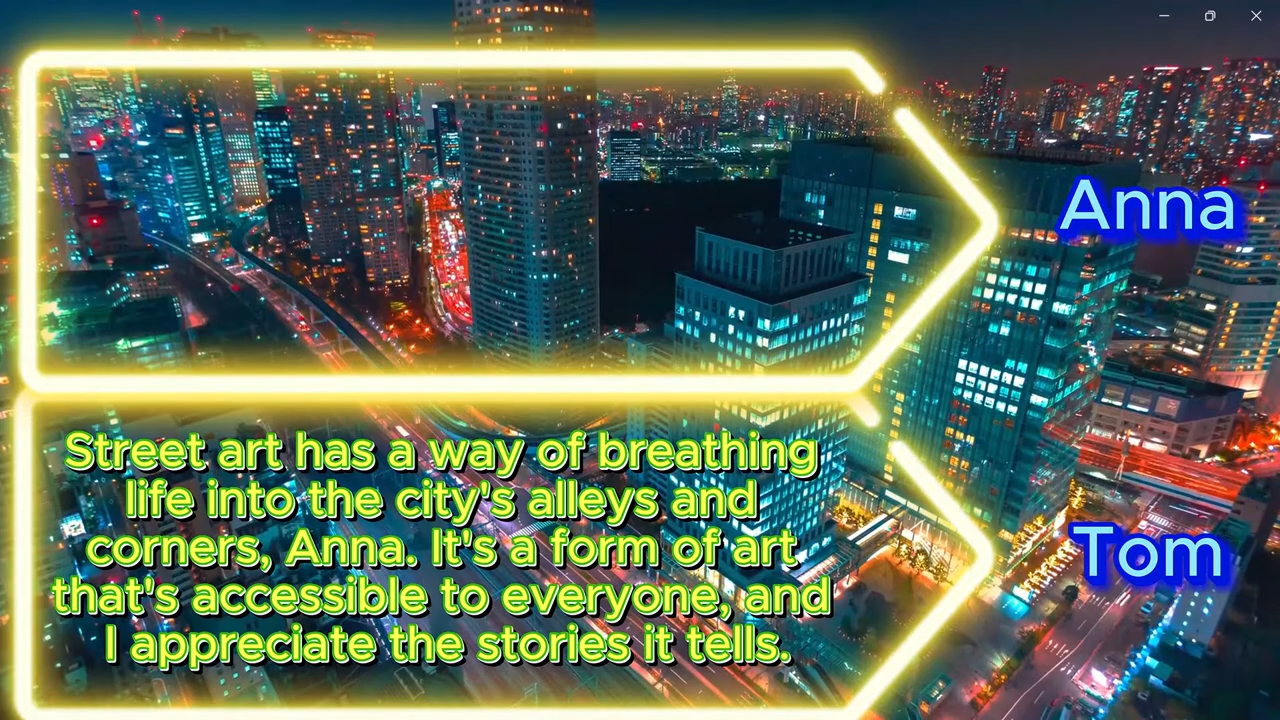 Anna
Street art has a way of breathing
life into the city's alleys and
corners, Anna. It's a form of art
that's accessible to everyone, and
I appreciate the stories it tells.
Tom